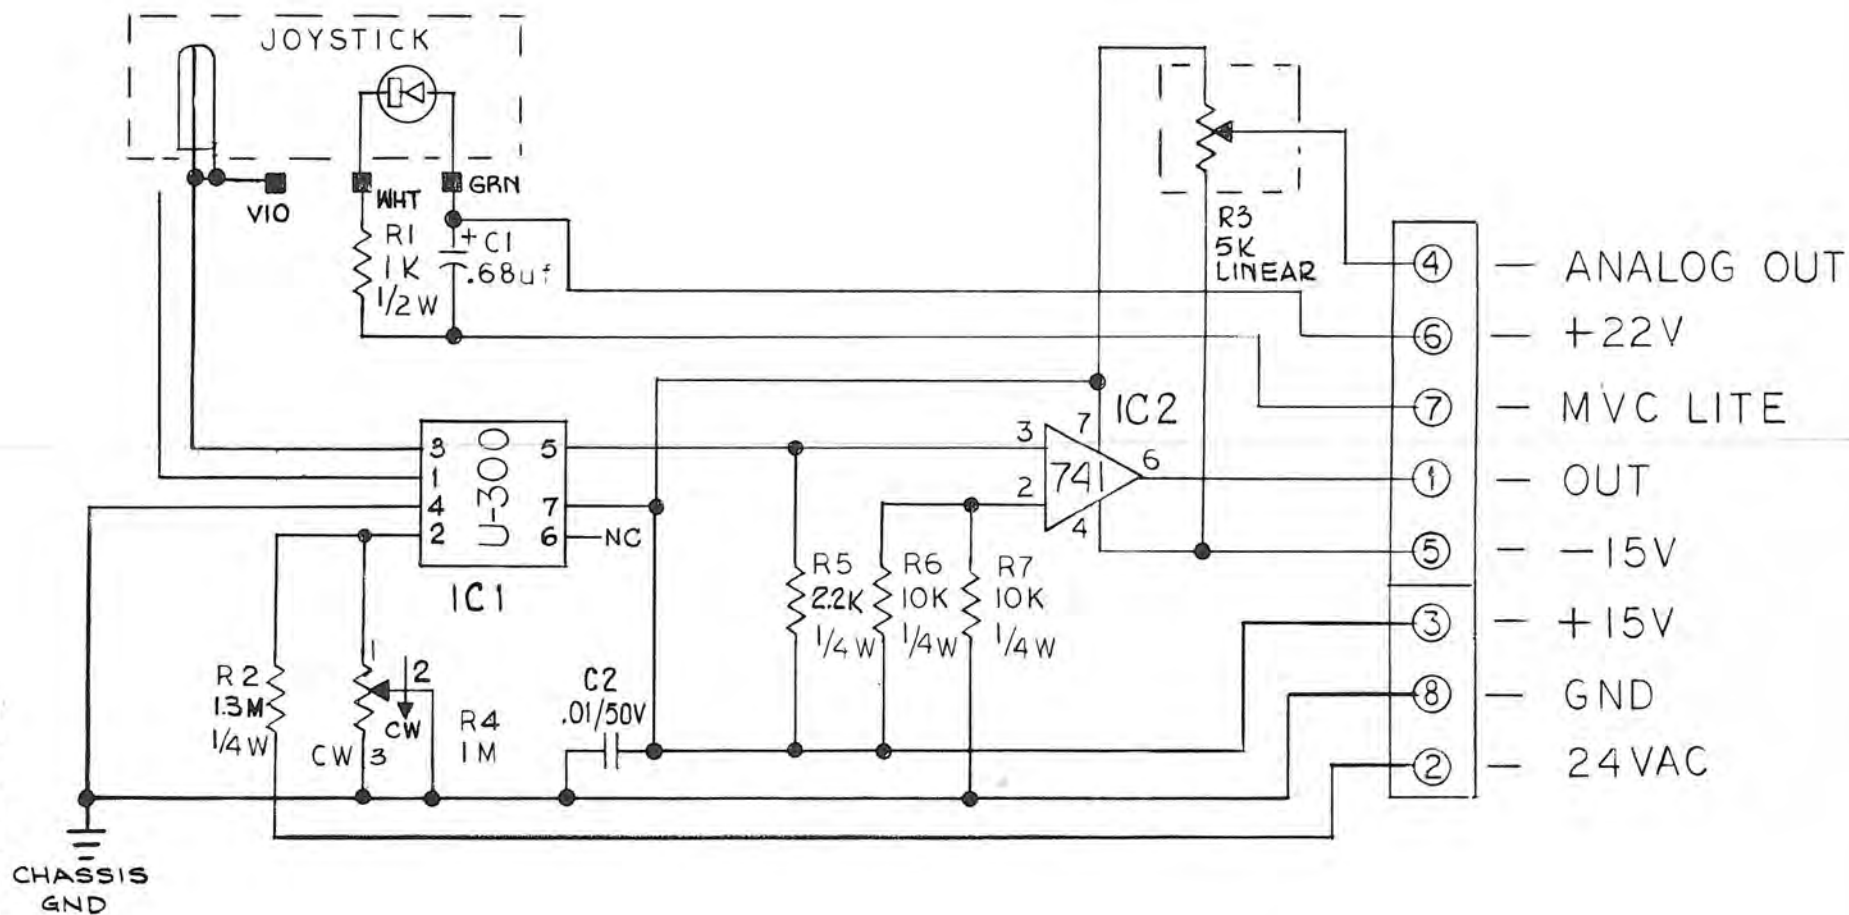 JOYSTICK
VIO
WHT
GRN
R1
1K
1/2W
+ C1
.68uf
R3
5K
LINEAR
4 — ANALOG OUT
6 — +22V
7 — MVC LITE
1 — OUT
5 — -15V
3 — +15V
8 — GND
2 — 24VAC
3
1
4
2
U-300
5
7
6
NC
IC1
IC2
3
2
7
4
6
741
R5
2.2K
1/4W
R6
10K
1/4W
R7
10K
1/4W
R2
1.3M
1/4W
1
2
CW
CW 3
R4
1M
C2
.01/50V
CHASSIS
GND